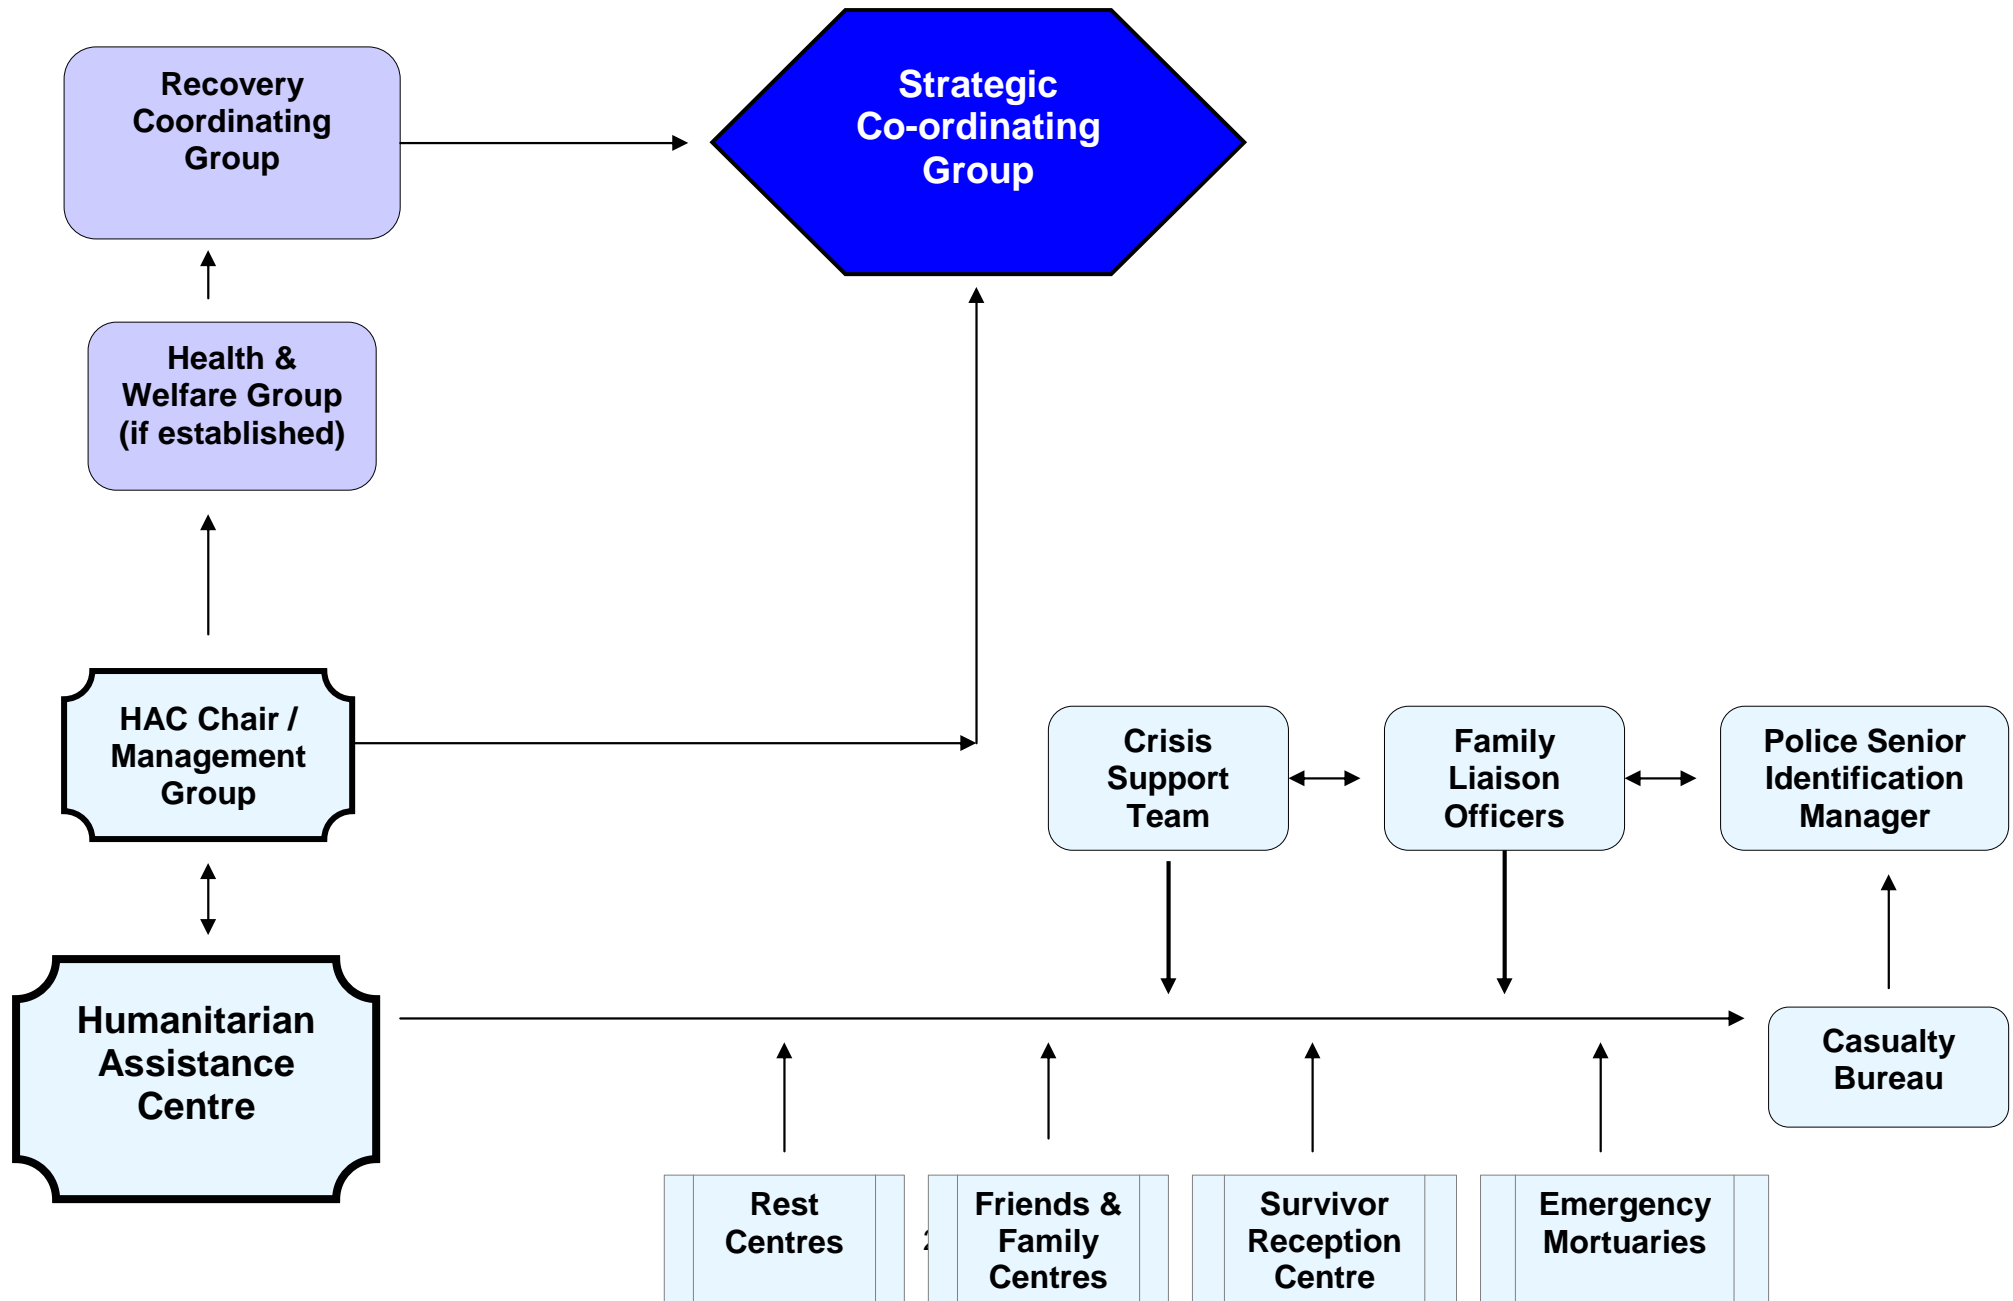 Recovery
Coordinating
Group
Strategic
Co-ordinating
Group
Health &
Welfare Group
(if established)
HAC Chair /
Management
Group
Crisis
Support
Team
Family
Liaison
Officers
Police Senior
Identification
Manager
Humanitarian
Assistance
Centre
Casualty
Bureau
Rest
Centres
Friends &
Family
Centres
Survivor
Reception
Centre
Emergency
Mortuaries